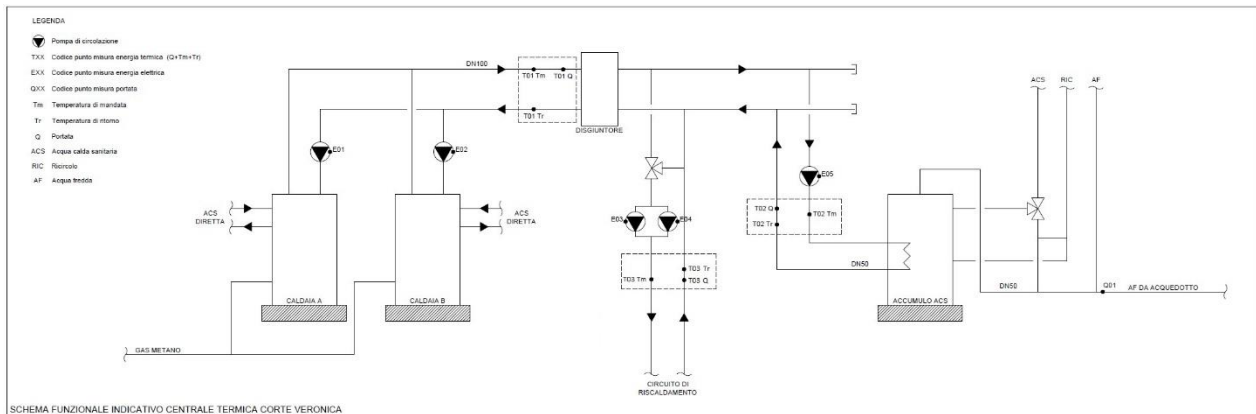 LEGENDA
Pompa di circolazione
TXX Codice punto misura energia termica (Q+Tm+Tr)
EXX Codice punto misura energia elettrica
QXX Codice punto misura portata
Tm Temperatura di mandata
Tr Temperatura di ritorno
Q Portata
ACS Acqua calda sanitaria
RIC Ricircolo
AF Acqua fredda
DN100
T01 Tm
T01 Q
T01 Tr
DISGIUNTORE
E01
E02
ACS
DIRETTA
ACS
DIRETTA
CALDAIA A
CALDAIA B
GAS METANO
E03
E04
T03 Tm
T03 Tr
T03 Q
CIRCUITO DI
RISCALDAMENTO
E05
T02 Q
T02 Tr
T02 Tm
DN50
ACCUMULO ACS
ACS
RIC
AF
DN50
Q01
AF DA ACQUEDOTTO
SCHEMA FUNZIONALE INDICATIVO CENTRALE TERMICA CORTE VERONICA